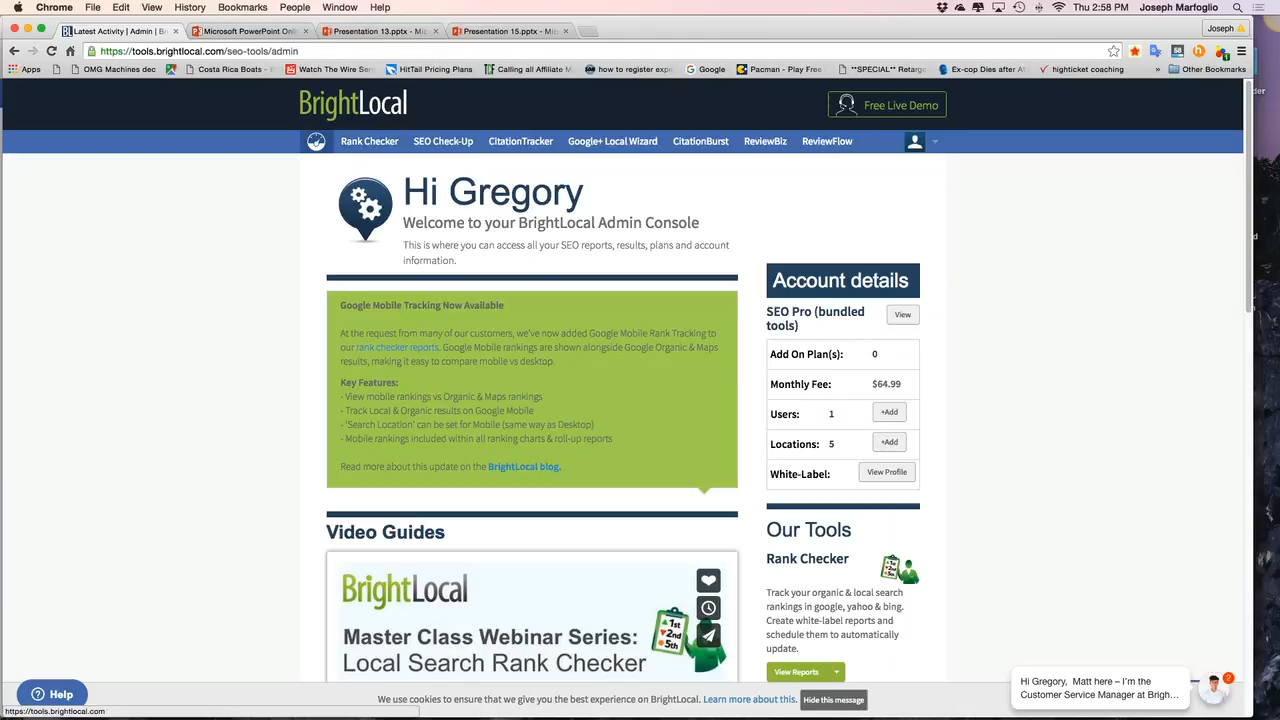 Chrome File Edit View History Bookmarks People Window Help Thu 2:58 PM Joseph Marfoglio
Latest Activity | Admin | B Microsoft PowerPoint Onli Presentation 13.pptx - Mic Presentation 15.pptx - Mic Joseph
https://tools.brightlocal.com/seo-tools/admin
Apps OMG Machines dec Costa Rica Boats - Watch The Wire Ser HitTail Pricing Plans Calling all Affiliate M how to register exp Google Pacman - Play Free **SPECIAL** Retarg Ex-cop Dies after At highticket coaching » Other Bookmarks
BrightLocal Free Live Demo
Rank Checker SEO Check-Up CitationTracker Google+ Local Wizard CitationBurst ReviewBiz ReviewFlow
Hi Gregory
Welcome to your BrightLocal Admin Console
This is where you can access all your SEO reports, results, plans and account
information.
Google Mobile Tracking Now Available
At the request from many of our customers, we've now added Google Mobile Rank Tracking to
our rank checker reports. Google Mobile rankings are shown alongside Google Organic & Maps
results, making it easy to compare mobile vs desktop.
Key Features:
- View mobile rankings vs Organic & Maps rankings
- Track Local & Organic results on Google Mobile
- 'Search Location' can be set for Mobile (same way as Desktop)
- Mobile rankings included within all ranking charts & roll-up reports
Read more about this update on the BrightLocal blog.
Video Guides
BrightLocal
Master Class Webinar Series:
Local Search Rank Checker
1st
2nd
5th
Account details
SEO Pro (bundled
tools)
View
Add On Plan(s): 0
Monthly Fee: $64.99
Users: 1 +Add
Locations: 5 +Add
White-Label: View Profile
Our Tools
Rank Checker
Track your organic & local search
rankings in google, yahoo & bing.
Create white-label reports and
schedule them to automatically
update.
View Reports
Help
We use cookies to ensure that we give you the best experience on BrightLocal. Learn more about this. Hide this message
Hi Gregory, Matt here – I'm the
Customer Service Manager at Brigh...
2
https://tools.brightlocal.com